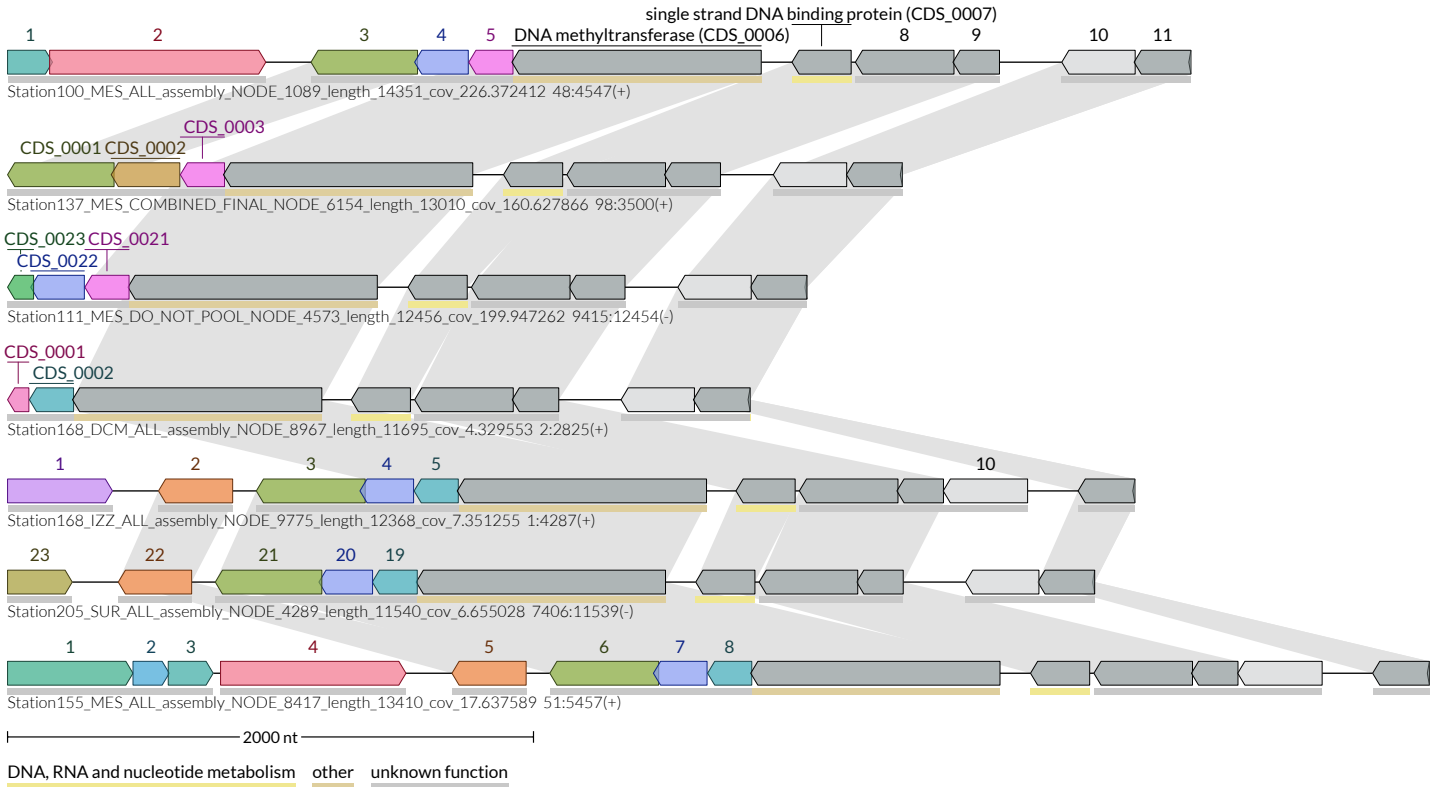 single strand DNA binding protein (CDS_0007)
1 2 3 4 5 DNA methyltransferase (CDS_0006) 8 9 10 11
Station100_MES_ALL_assembly_NODE_1089_length_14351_cov_226.372412 48:4547(+)
CDS_0003
CDS_0001 CDS_0002
Station137_MES_COMBINED_FINAL_NODE_6154_length_13010_cov_160.627866 98:3500(+)
CDS_0023 CDS_0021
CDS_0022
Station111_MES_DO_NOT_POOL_NODE_4573_length_12456_cov_199.947262 9415:12454(-)
CDS_0001
CDS_0002
Station168_DCM_ALL_assembly_NODE_8967_length_11695_cov_4.329553 2:2825(+)
1 2 3 4 5 10
Station168_IZZ_ALL_assembly_NODE_9775_length_12368_cov_7.351255 1:4287(+)
23 22 21 20 19
Station205_SUR_ALL_assembly_NODE_4289_length_11540_cov_6.655028 7406:11539(-)
1 2 3 4 5 6 7 8
Station155_MES_ALL_assembly_NODE_8417_length_13410_cov_17.637589 51:5457(+)
2000 nt
DNA, RNA and nucleotide metabolism other unknown function